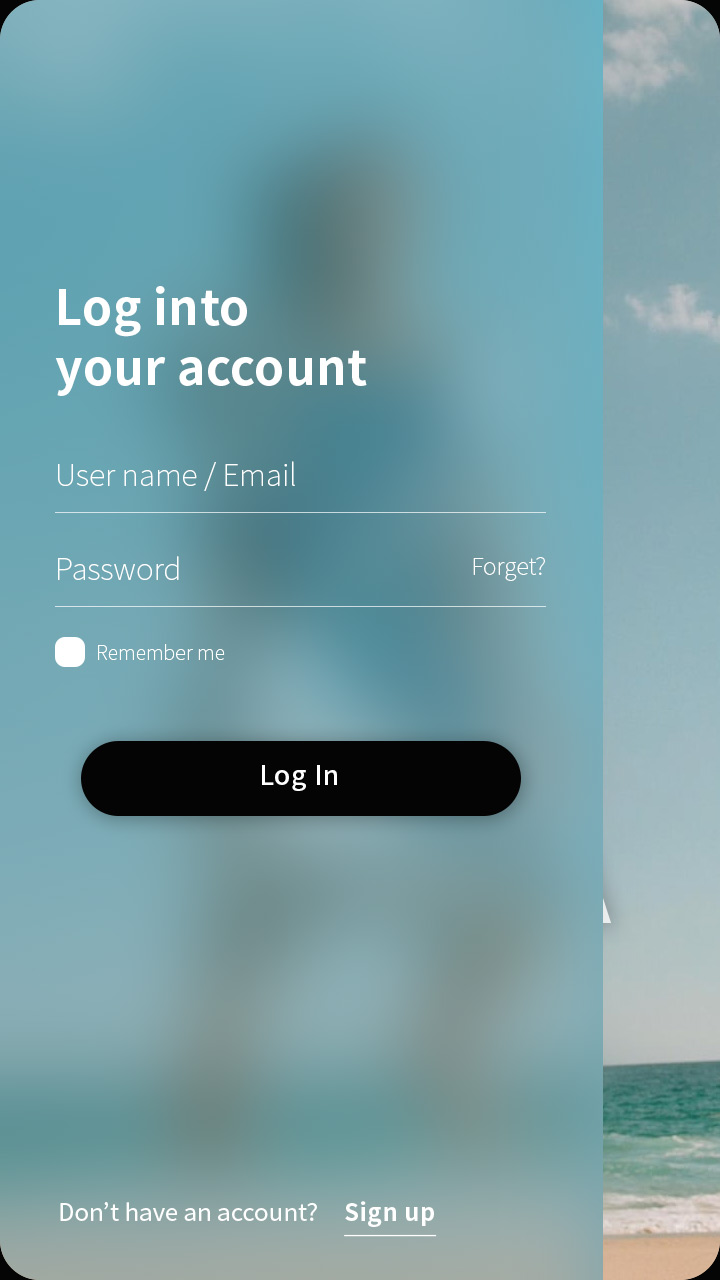 Log into
your account
User name / Email
Password
Forget?
Remember me
Log In
Don’t have an account?
Sign up